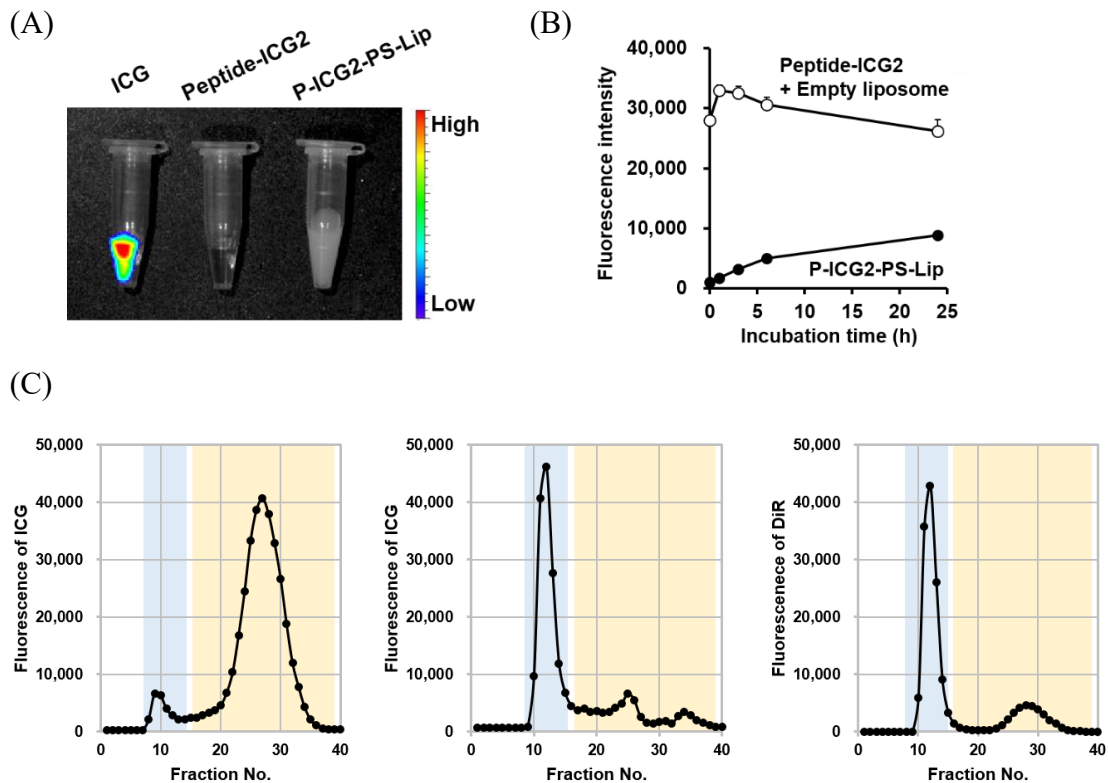 (A)
ICG
Peptide-ICG2
P-ICG2-PS-Lip
High
Low
(B)
Fluorescence intensity
40,000
30,000
20,000
10,000
0
Peptide-ICG2
+ Empty liposome
P-ICG2-PS-Lip
0 5 10 15 20 25
Incubation time (h)
(C)
Fluorescence of ICG
50,000
40,000
30,000
20,000
10,000
0
0 10 20 30 40
Fraction No.
Fluorescence of ICG
50,000
40,000
30,000
20,000
10,000
0
0 10 20 30 40
Fraction No.
Fluorescenece of DiR
50,000
40,000
30,000
20,000
10,000
0
0 10 20 30 40
Fraction No.